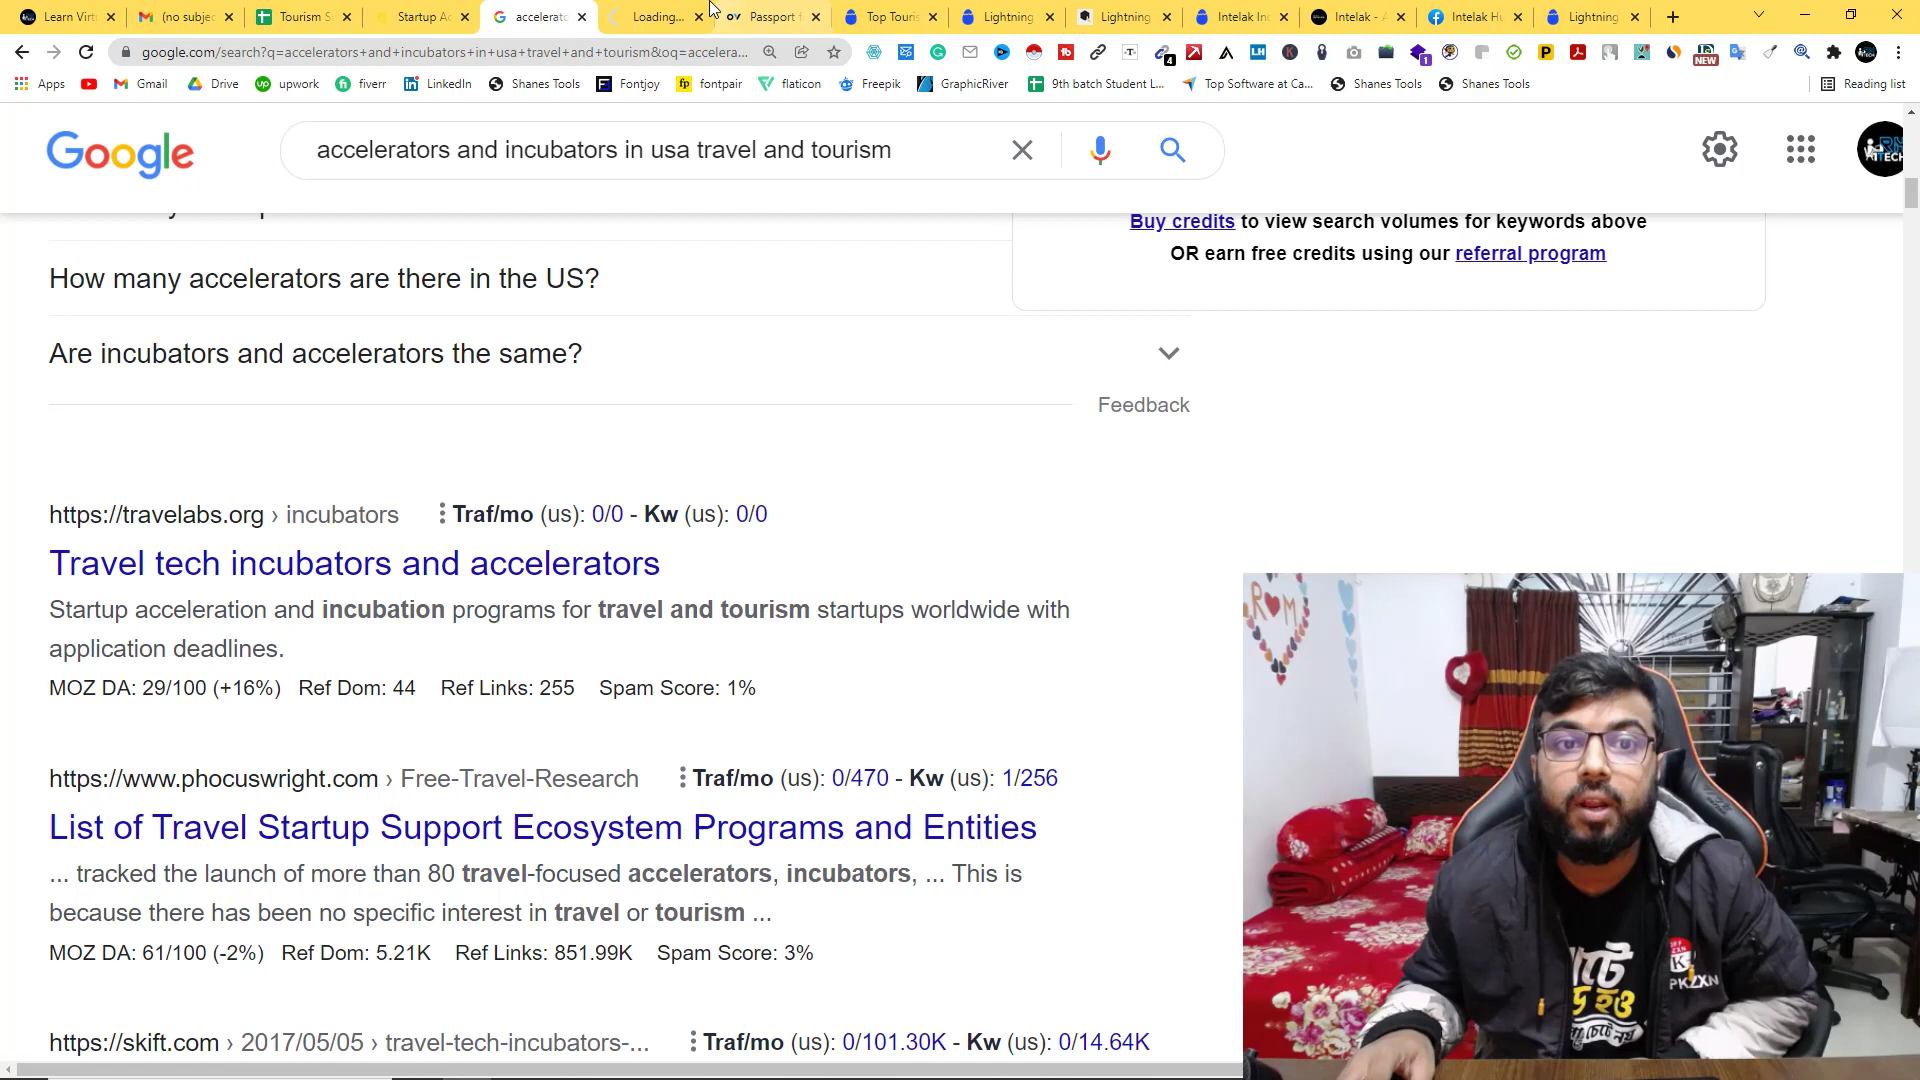 Learn Virt
(no subjec
Tourism S
Startup Ac
accelerato
Loading...
Passport f
Top Touris
Lightning
Lightning
Intelak In
Intelak - A
Intelak Hu
Lightning
google.com/search?q=accelerators+and+incubators+in+usa+travel+and+tourism&oq=accelera...
Apps
Gmail
Drive
upwork
fiverr
LinkedIn
Shanes Tools
Fontjoy
fontpair
flaticon
Freepik
GraphicRiver
9th batch Student L...
Top Software at Ca...
Shanes Tools
Shanes Tools
Reading list
Google
accelerators and incubators in usa travel and tourism
Buy credits to view search volumes for keywords above
OR earn free credits using our referral program
How many accelerators are there in the US?
Are incubators and accelerators the same?
Feedback
https://travelabs.org › incubators
Traf/mo (us): 0/0 - Kw (us): 0/0
Travel tech incubators and accelerators
Startup acceleration and incubation programs for travel and tourism startups worldwide with
application deadlines.
MOZ DA: 29/100 (+16%) Ref Dom: 44 Ref Links: 255 Spam Score: 1%
https://www.phocuswright.com › Free-Travel-Research
Traf/mo (us): 0/470 - Kw (us): 1/256
List of Travel Startup Support Ecosystem Programs and Entities
... tracked the launch of more than 80 travel-focused accelerators, incubators, ... This is
because there has been no specific interest in travel or tourism ...
MOZ DA: 61/100 (-2%) Ref Dom: 5.21K Ref Links: 851.99K Spam Score: 3%
https://skift.com › 2017/05/05 › travel-tech-incubators-...
Traf/mo (us): 0/101.30K - Kw (us): 0/14.64K
R M
PKZXN